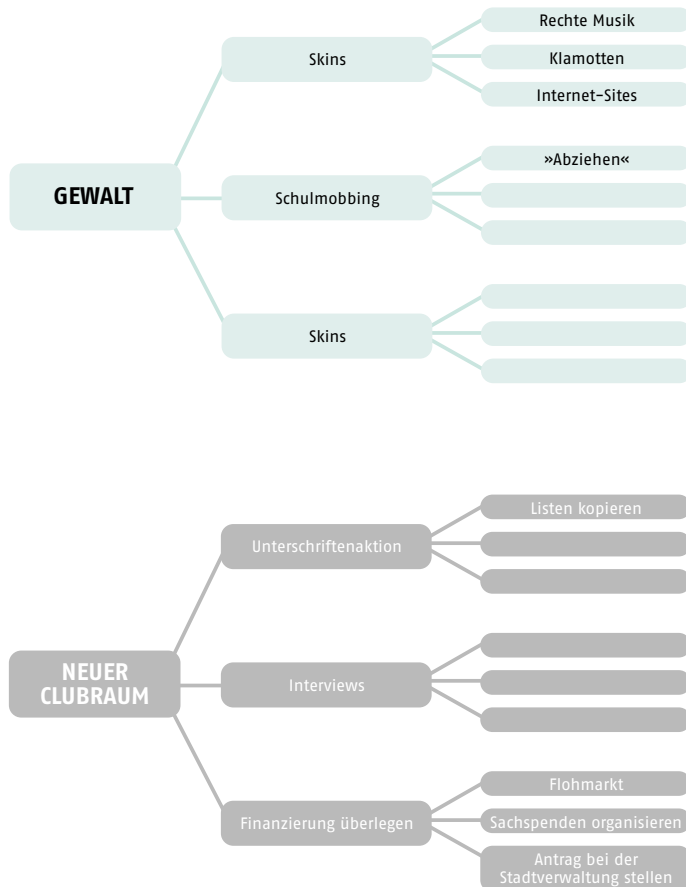 GEWALT
Skins
Rechte Musik
Klamotten
Internet-Sites
Schulmobbing
»Abziehen«
Skins
NEUER
CLUBRAUM
Unterschriftenaktion
Listen kopieren
Interviews
Finanzierung überlegen
Flohmarkt
Sachspenden organisieren
Antrag bei der
Stadtverwaltung stellen